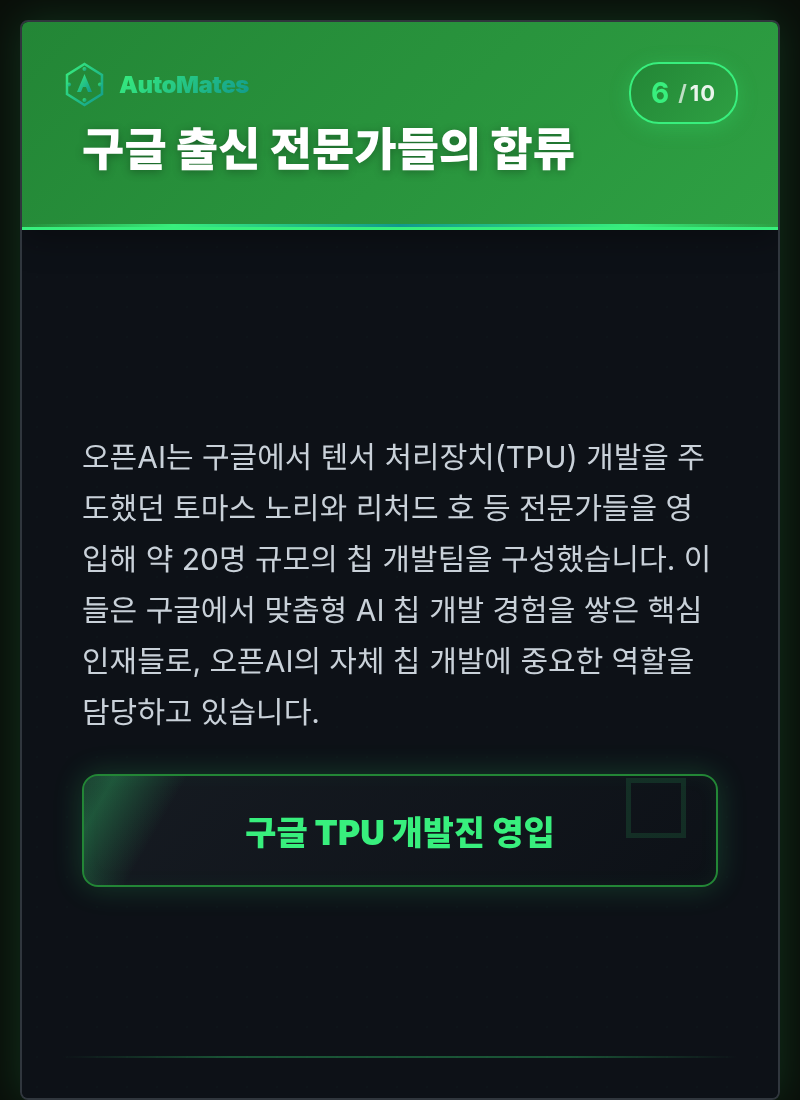 AutoMates
6 /10
구글 출신 전문가들의 합류
오픈AI는 구글에서 텐서 처리장치(TPU) 개발을 주
도했던 토마스 노리와 리처드 호 등 전문가들을 영
입해 약 20명 규모의 칩 개발팀을 구성했습니다. 이
들은 구글에서 맞춤형 AI 칩 개발 경험을 쌓은 핵심
인재들로, 오픈AI의 자체 칩 개발에 중요한 역할을
담당하고 있습니다.
구글 TPU 개발진 영입